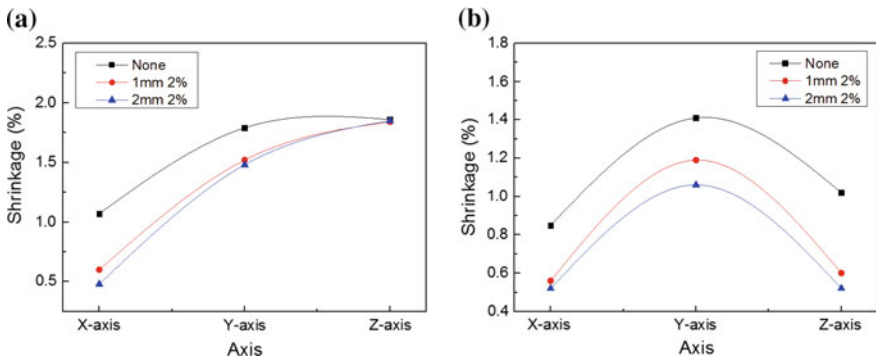 (a)
2.5
2.0
1.5
1.0
0.5
Shrinkage (%)
None
1mm 2%
2mm 2%
X-axis Y-axis Z-axis
Axis
(b)
1.8
1.6
1.4
1.2
1.0
0.8
0.6
0.4
Shrinkage (%)
None
1mm 2%
2mm 2%
X-axis Y-axis Z-axis
Axis